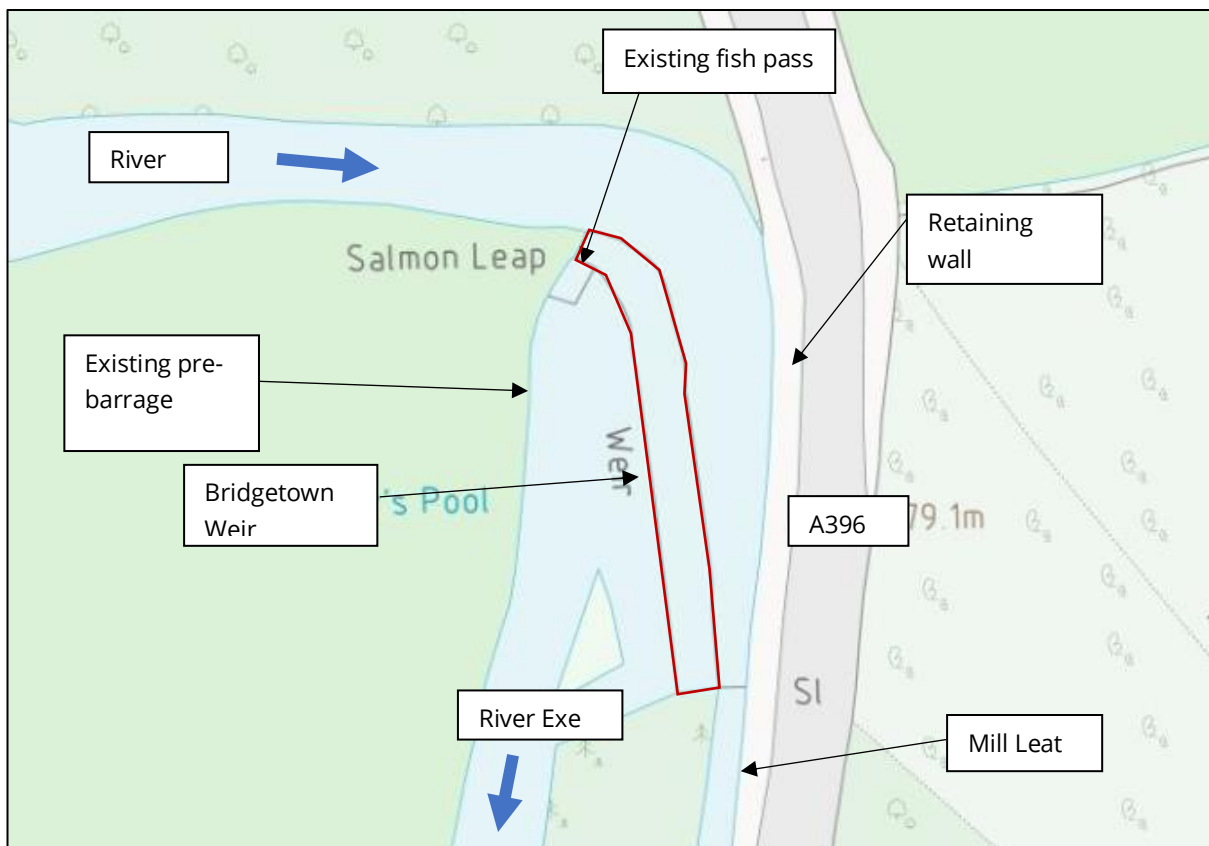 Existing fish pass
River
Salmon Leap
Retaining
wall
Existing pre-
barrage
Weir
Bridgetown
Weir
's Pool
A396
79.1m
River Exe
Sl
Mill Leat